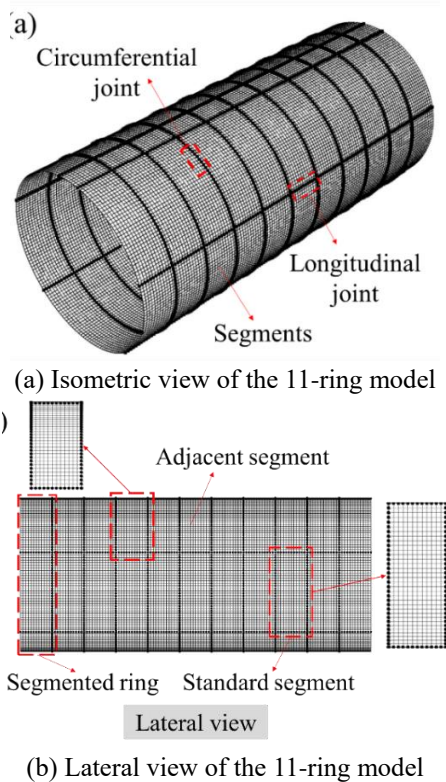 (a)
Circumferential
joint
Longitudinal
joint
Segments
(a) Isometric view of the 11-ring model
)
Adjacent segment
Segmented ring
Standard segment
Lateral view
(b) Lateral view of the 11-ring model